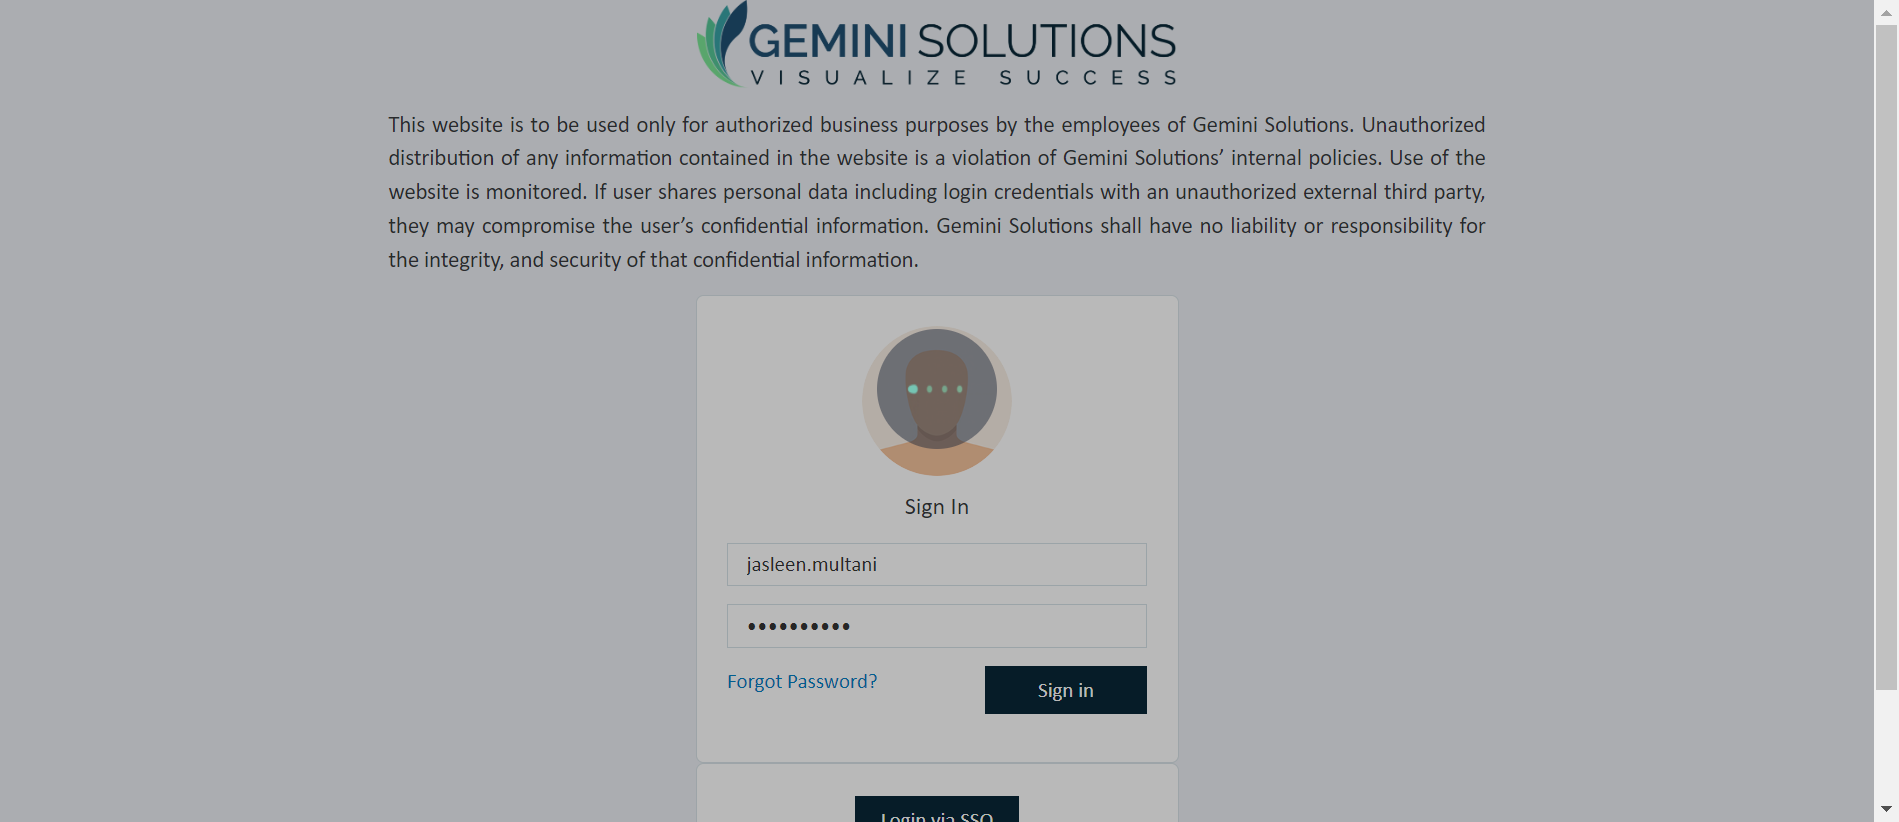 GEMINI SOLUTIONS
VISUALIZE SUCCESS
This website is to be used only for authorized business purposes by the employees of Gemini Solutions. Unauthorized
distribution of any information contained in the website is a violation of Gemini Solutions’ internal policies. Use of the
website is monitored. If user shares personal data including login credentials with an unauthorized external third party,
they may compromise the user’s confidential information. Gemini Solutions shall have no liability or responsibility for
the integrity, and security of that confidential information.
Sign In
jasleen.multani
••••••••••
Forgot Password?
Sign in
Login via SSO